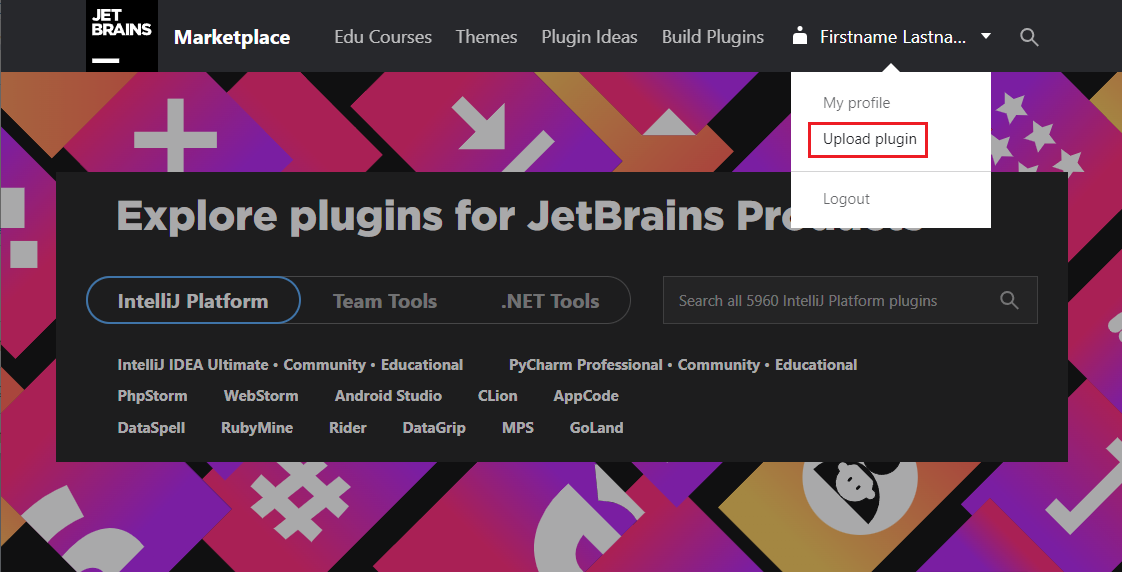 JET
BRAINS
Marketplace Edu Courses Themes Plugin Ideas Build Plugins Firstname Lastna...
My profile
Upload plugin
Logout
Explore plugins for JetBrains Products
IntelliJ Platform Team Tools .NET Tools Search all 5960 IntelliJ Platform plugins
IntelliJ IDEA Ultimate • Community • Educational PyCharm Professional • Community • Educational
PhpStorm WebStorm Android Studio CLion AppCode
DataSpell RubyMine Rider DataGrip MPS GoLand